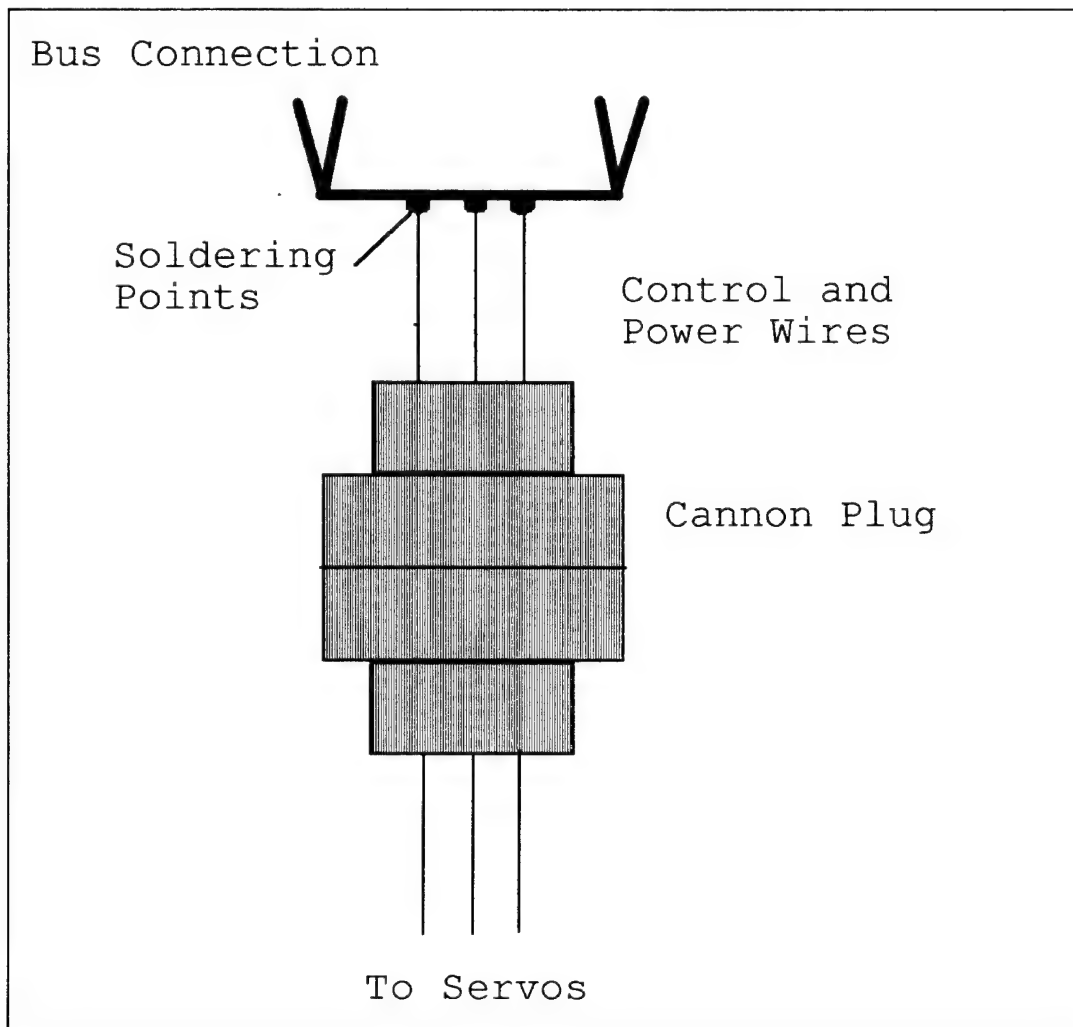 Bus Connection
Soldering
Points
Control and
Power Wires
Cannon Plug
To Servos